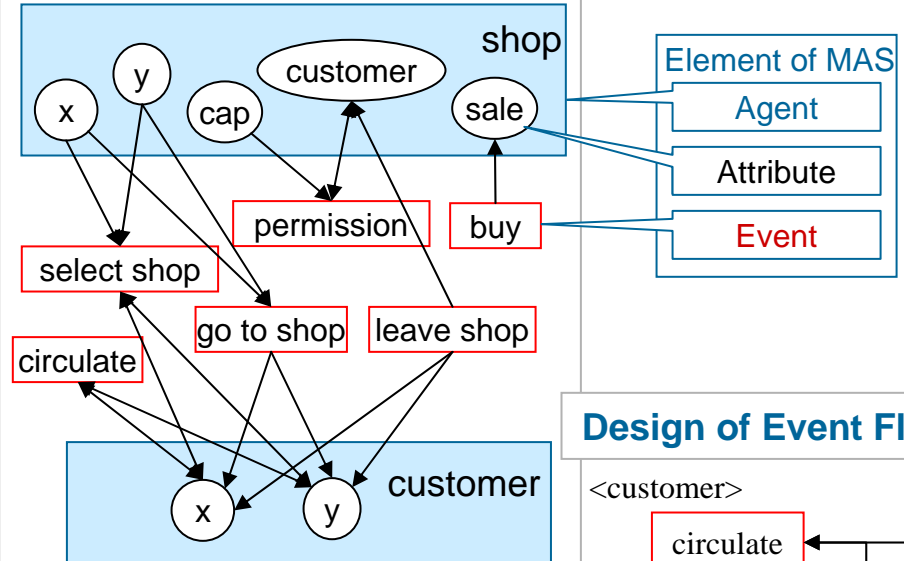 shop
x
y
cap
customer
sale
Element of MAS
Agent
Attribute
Event
permission
buy
select shop
go to shop
leave shop
circulate
customer
x
y
Design of Event Fl
<customer>
circulate